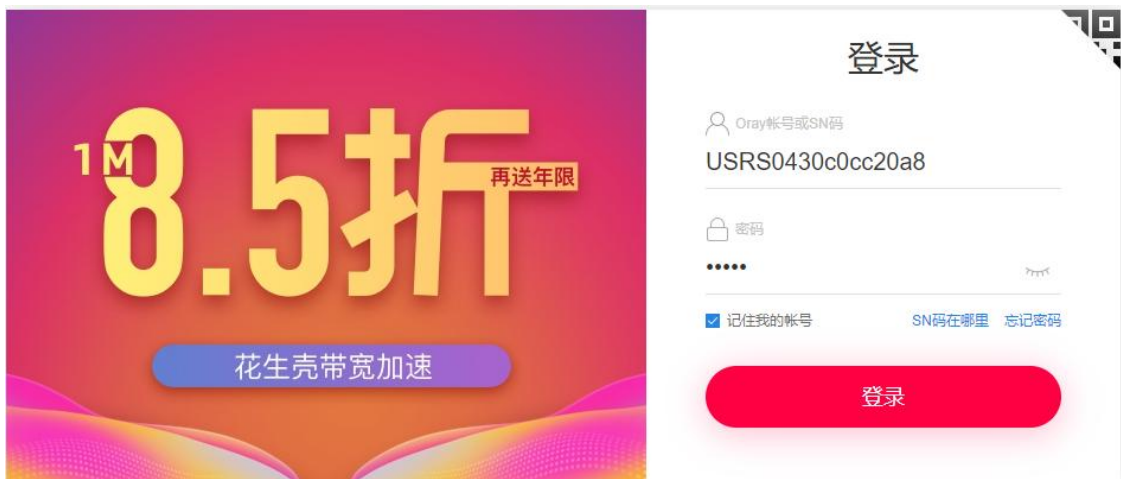 1M
8.5折
再送年限
花生壳带宽加速
登录
Oray帐号或SN码
USRS0430c0cc20a8
密码
•••••
记住我的帐号 SN码在哪里 忘记密码
登录